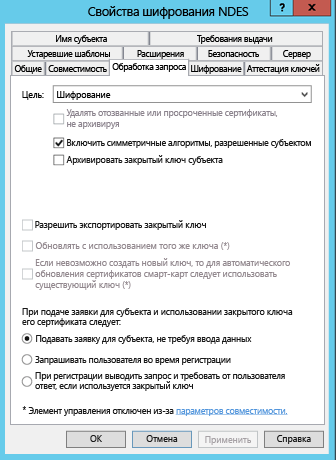 Свойства шифрования NDES
? x
Имя субъекта Требования выдачи
Устаревшие шаблоны Расширения Безопасность Сервер
Общие Совместимость Обработка запроса Шифрование Аттестация ключей
Цель: Шифрование
Удалять отозванные или просроченные сертификаты,
не архивируя
Включить симметричные алгоритмы, разрешенные субъектом
Архивировать закрытый ключ субъекта
Разрешить экспортировать закрытый ключ
Обновлять с использованием того же ключа (*)
Если невозможно создать новый ключ, то для автоматического
обновления сертификатов смарт-карт следует использовать
существующий ключ (*)
При подаче заявки для субъекта и использовании закрытого ключа
его сертификата следует:
Подавать заявку для субъекта, не требуя ввода данных
Запрашивать пользователя во время регистрации
При регистрации выводить запрос и требовать от пользователя
ответ, если используется закрытый ключ
* Элемент управления отключен из-за параметров совместимости.
ОК Отмена Применить Справка